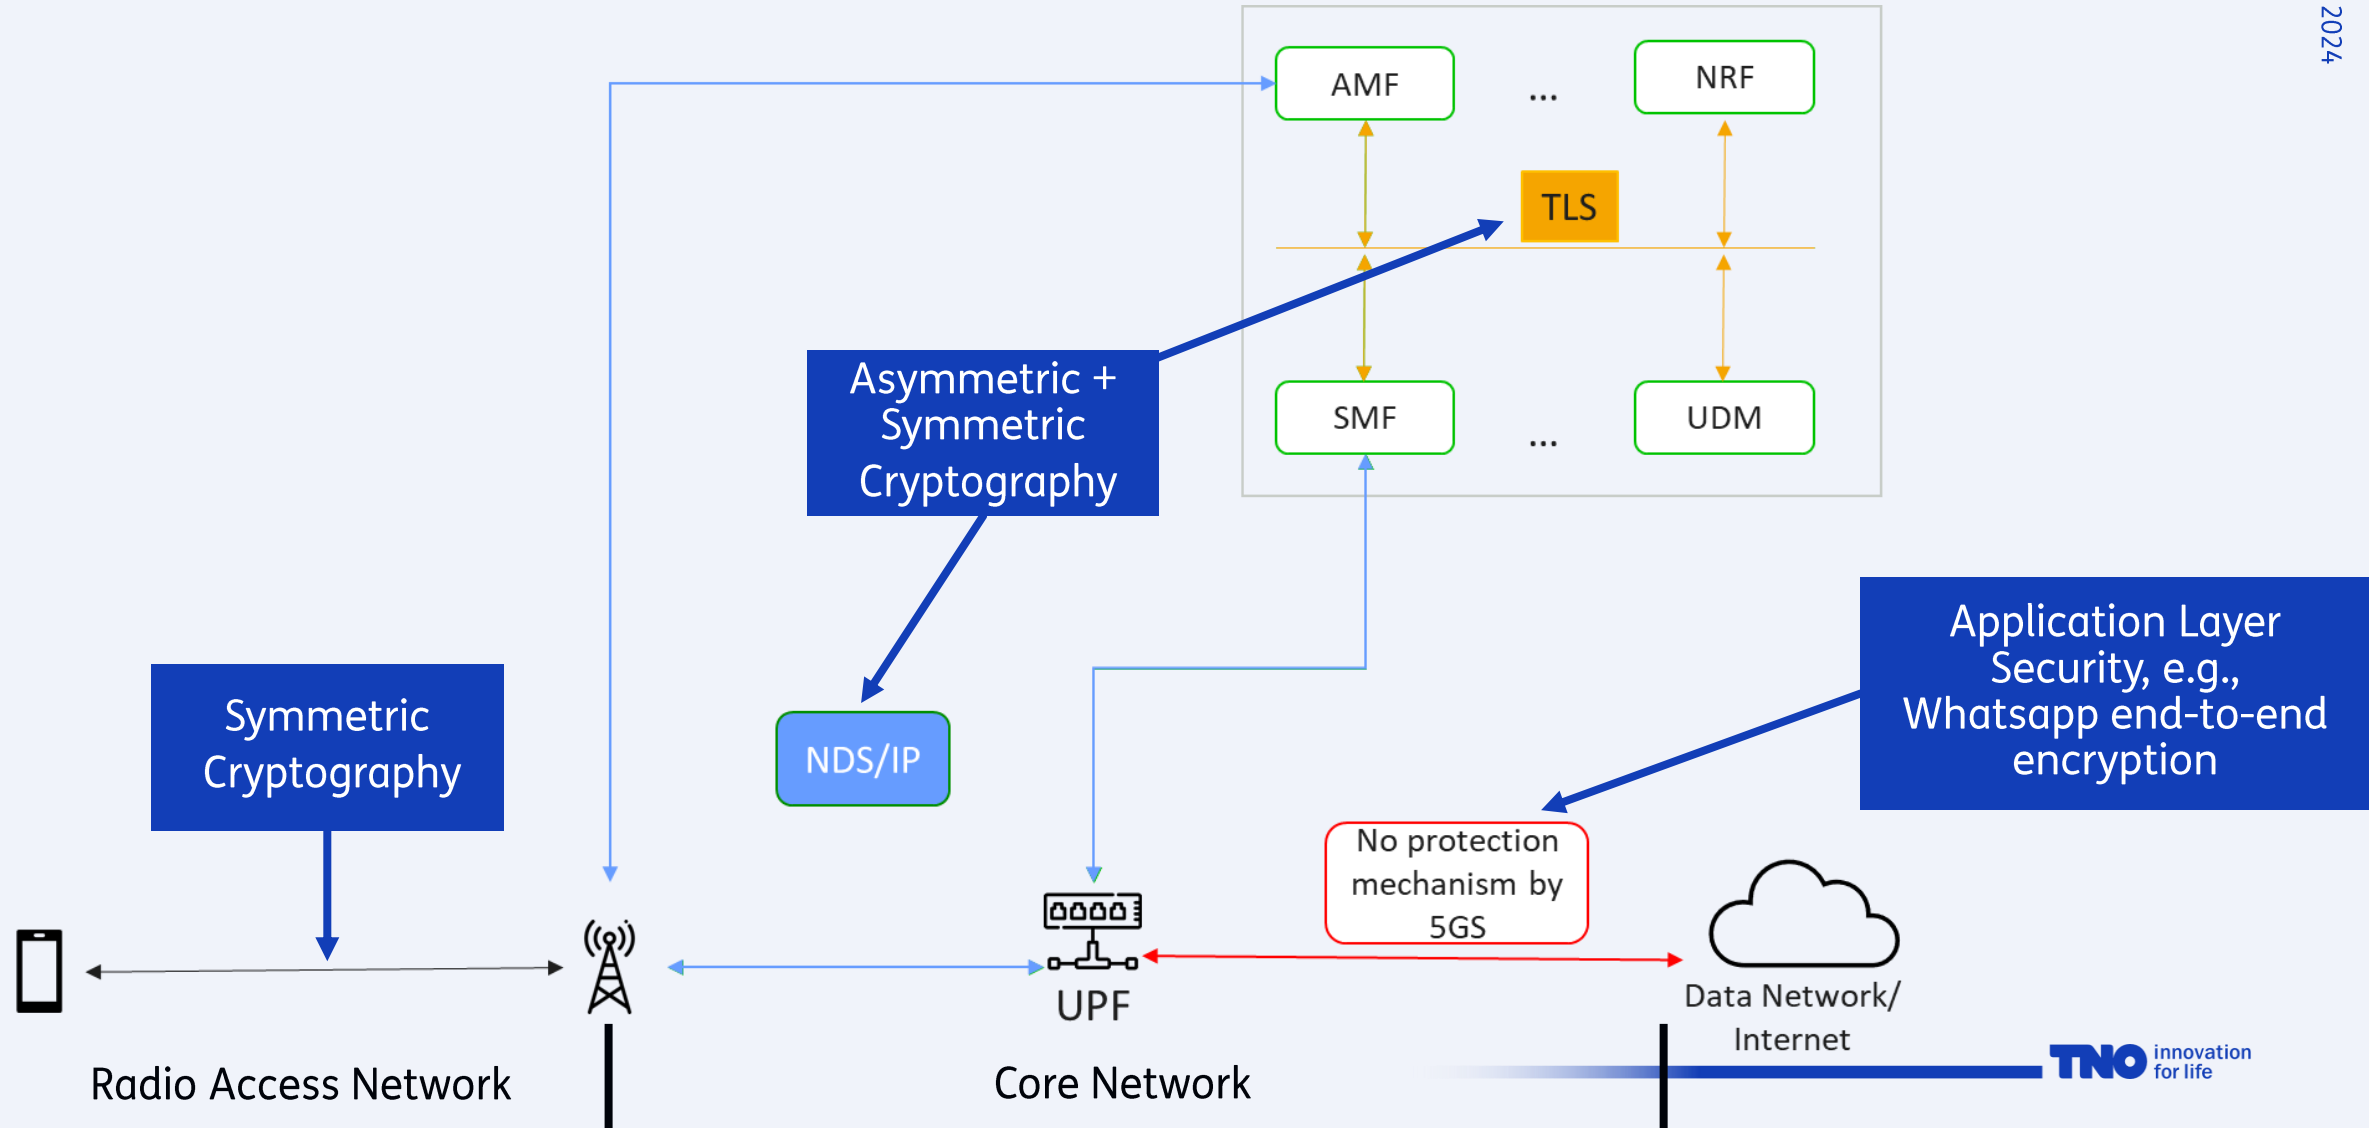 2024
AMF
...
NRF
TLS
Asymmetric +
Symmetric
Cryptography
SMF
...
UDM
Application Layer
Security, e.g.,
Whatsapp end-to-end
encryption
Symmetric
Cryptography
NDS/IP
No protection
mechanism by
5GS
UPF
Data Network/
Internet
Radio Access Network
Core Network
TNO innovation
for life